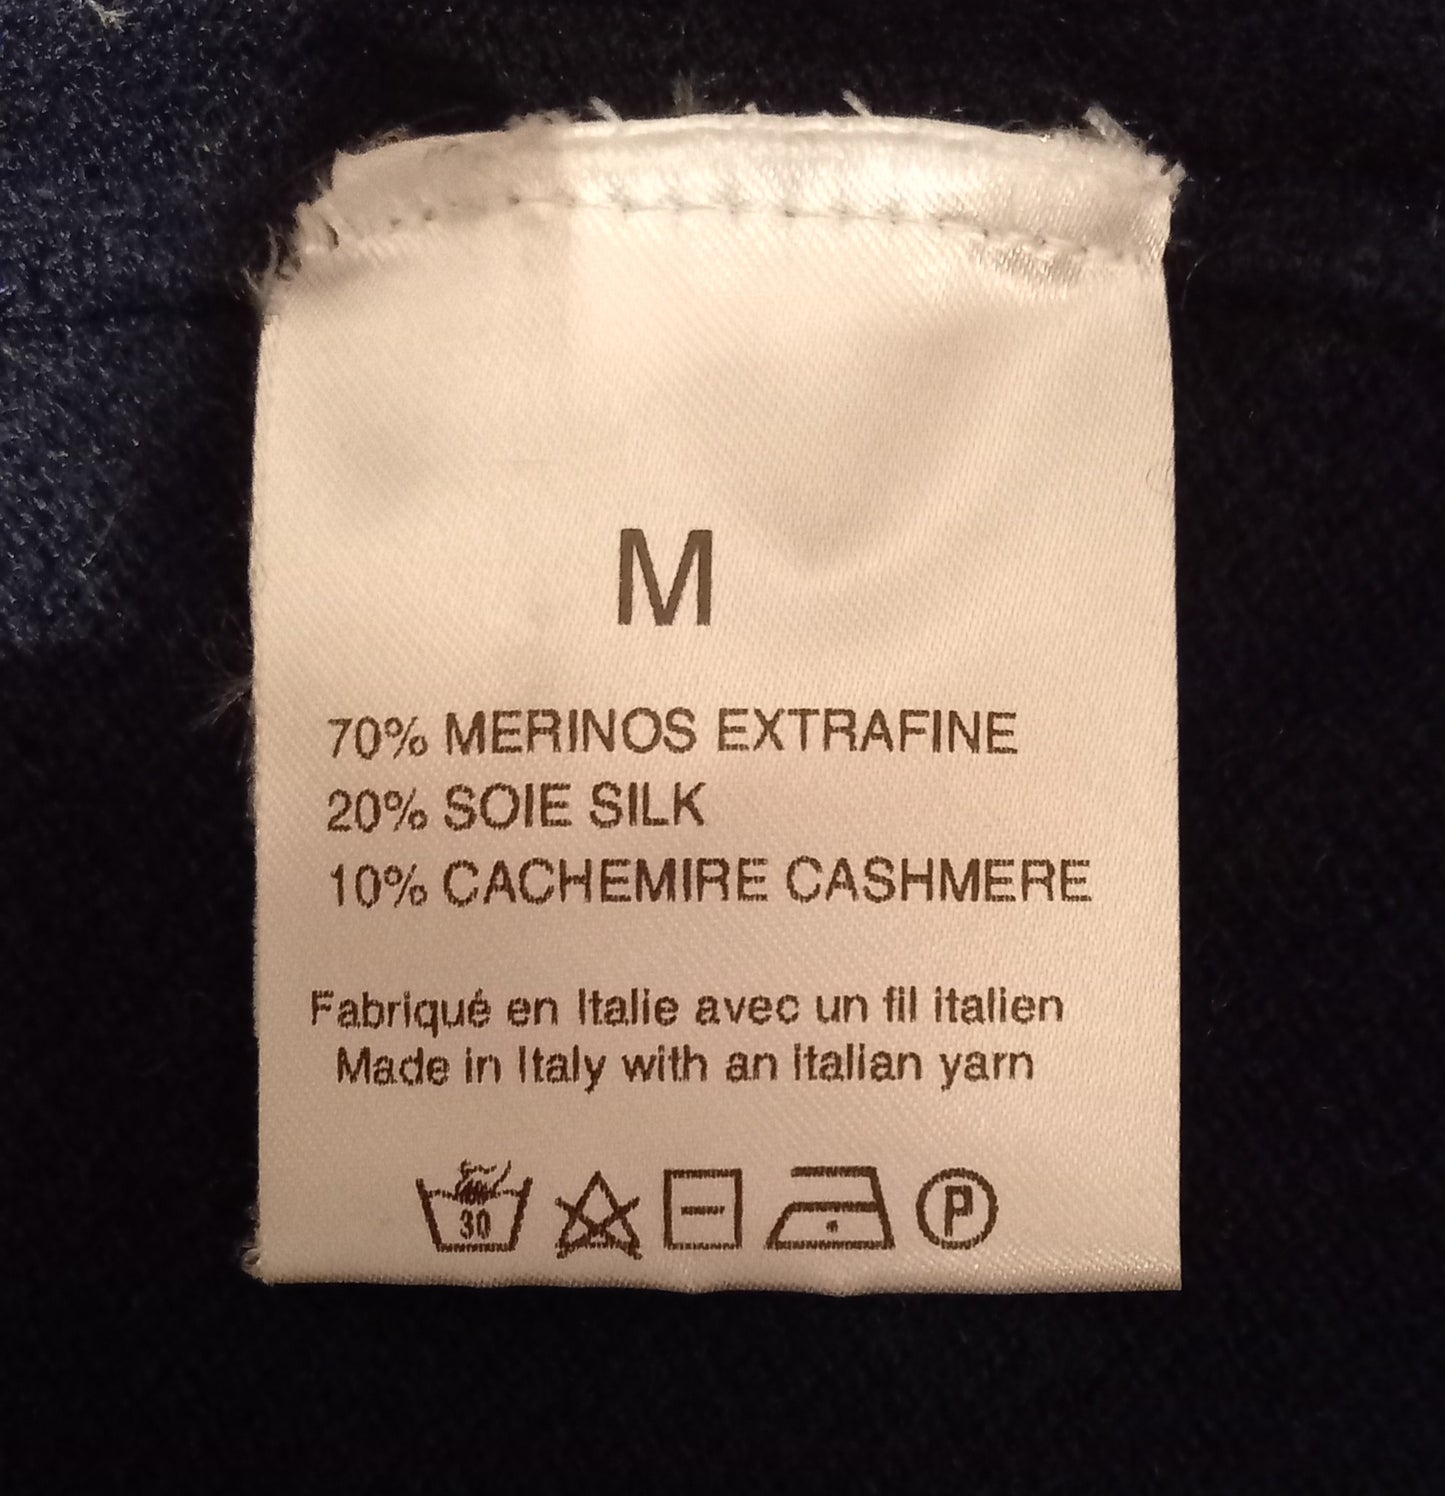 M
70% MERINOS EXTRAFINE
20% SOIE SILK
10% CACHEMIRE CASHMERE
Fabriqué en Italie avec un fil italien
Made in Italy with an italian yarn
30 P